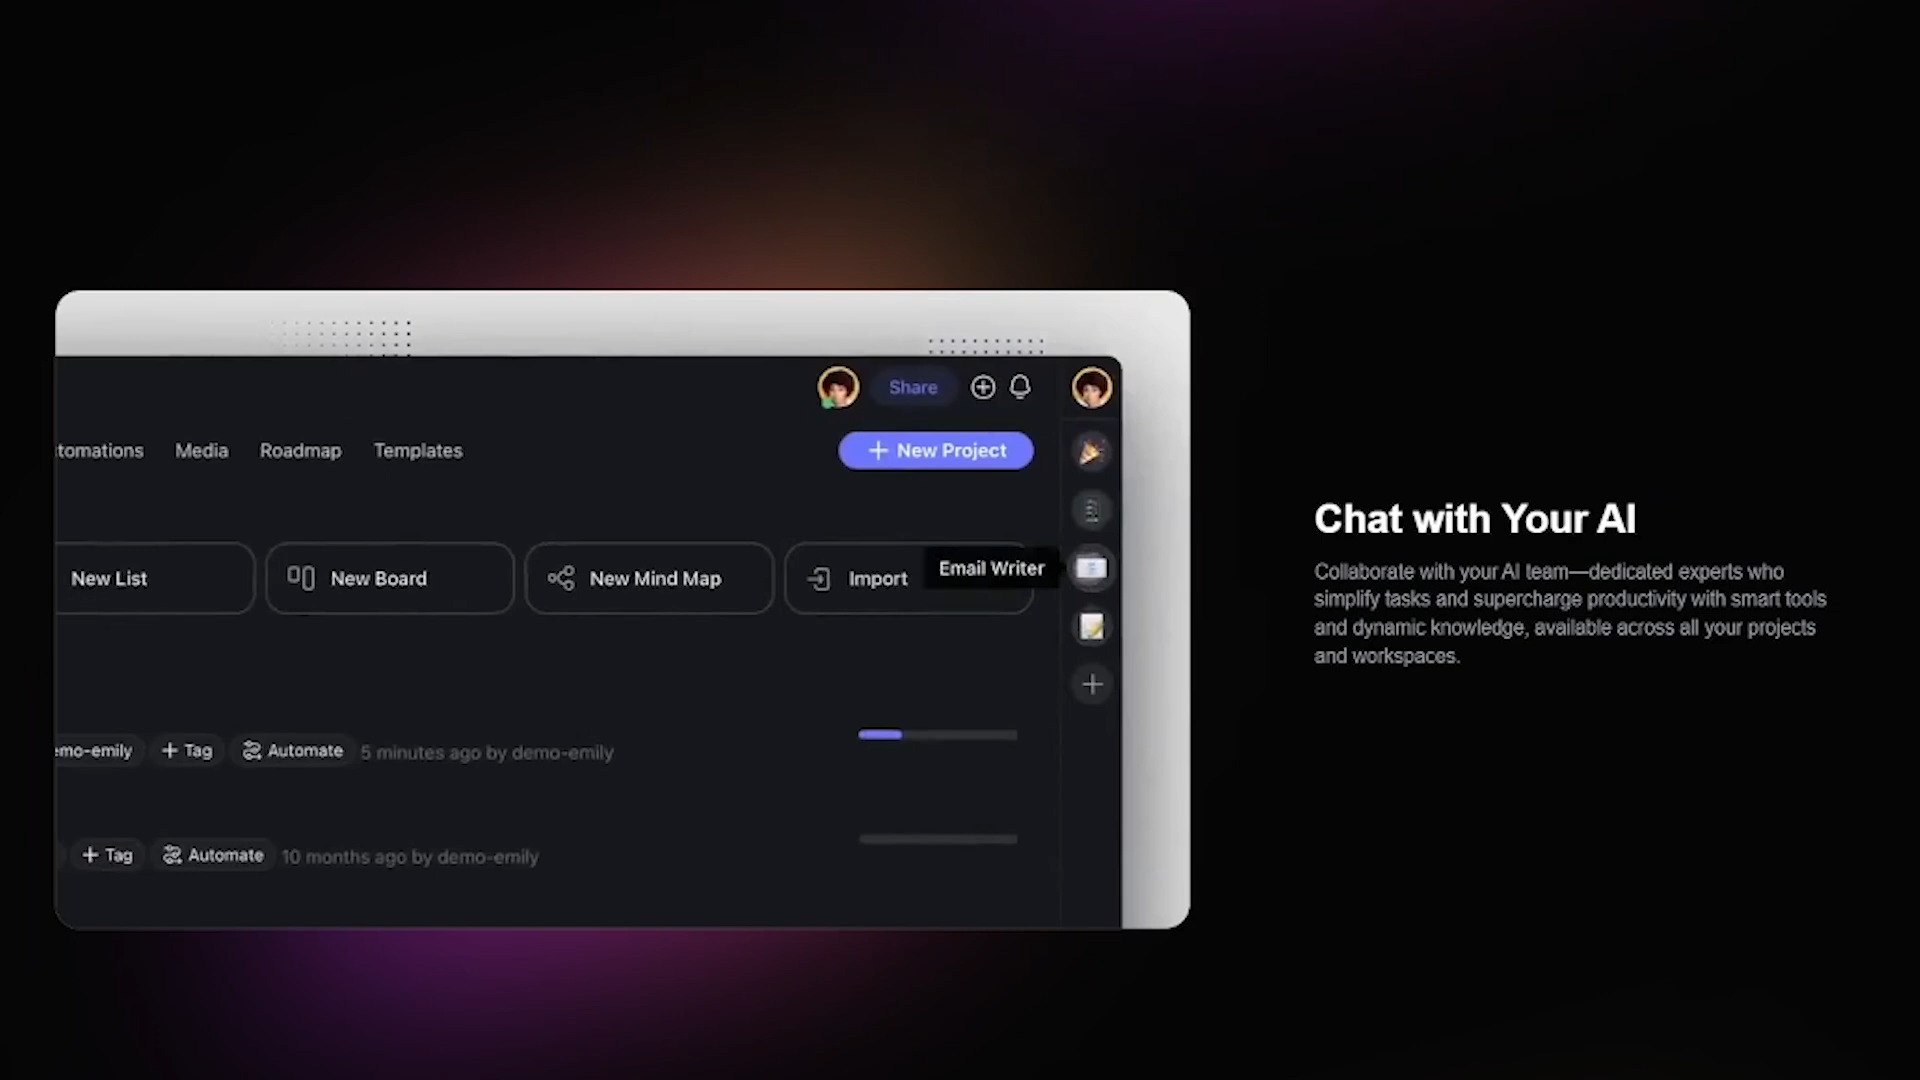 Share
tomations Media Roadmap Templates
+ New Project
New List
New Board
New Mind Map
Import
Email Writer
mo-emily + Tag Automate 5 minutes ago by demo-emily
+ Tag Automate 10 months ago by demo-emily
Chat with Your AI
Collaborate with your AI team—dedicated experts who
simplify tasks and supercharge productivity with smart tools
and dynamic knowledge, available across all your projects
and workspaces.